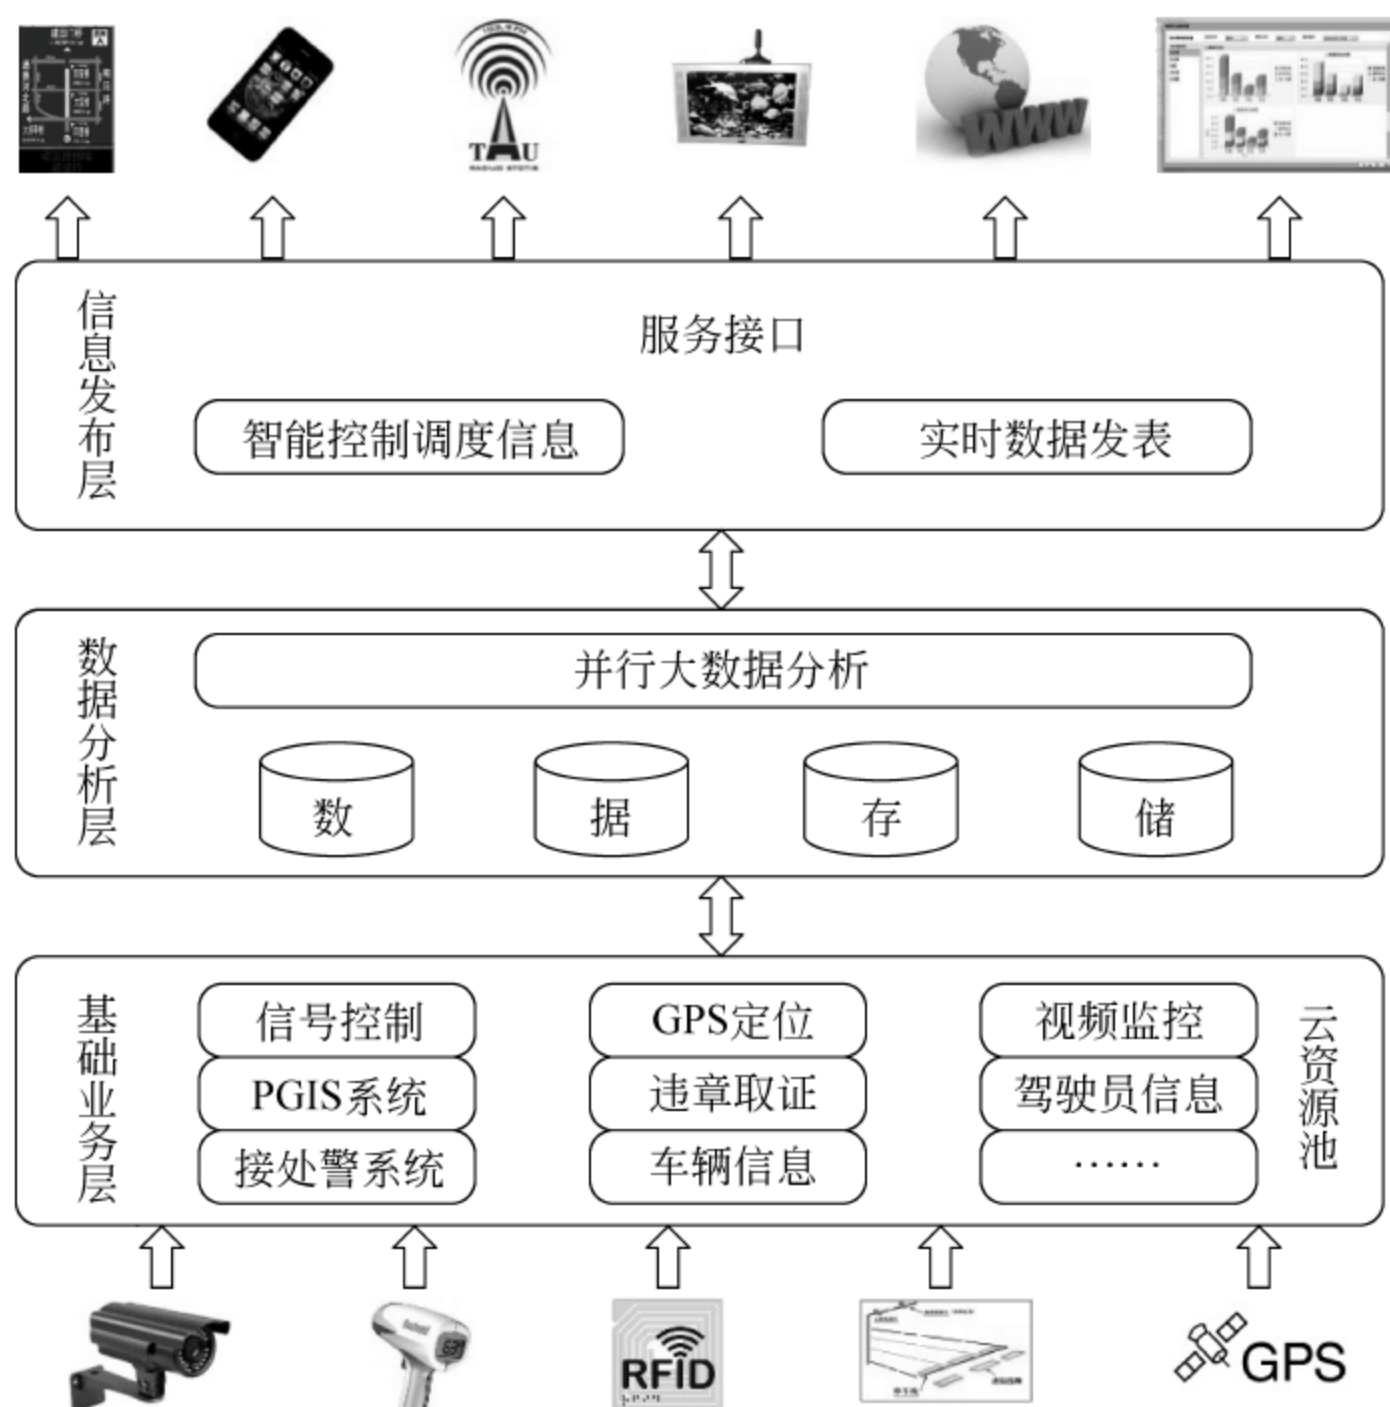 TAU
WWW
信息发布层
服务接口
智能控制调度信息
实时数据发表
数据分析层
并行大数据分析
数
据
存
储
基础业务层
信号控制
GPS定位
视频监控
PGIS系统
违章取证
驾驶员信息
接处警系统
车辆信息
……
云资源池
RFID
GPS